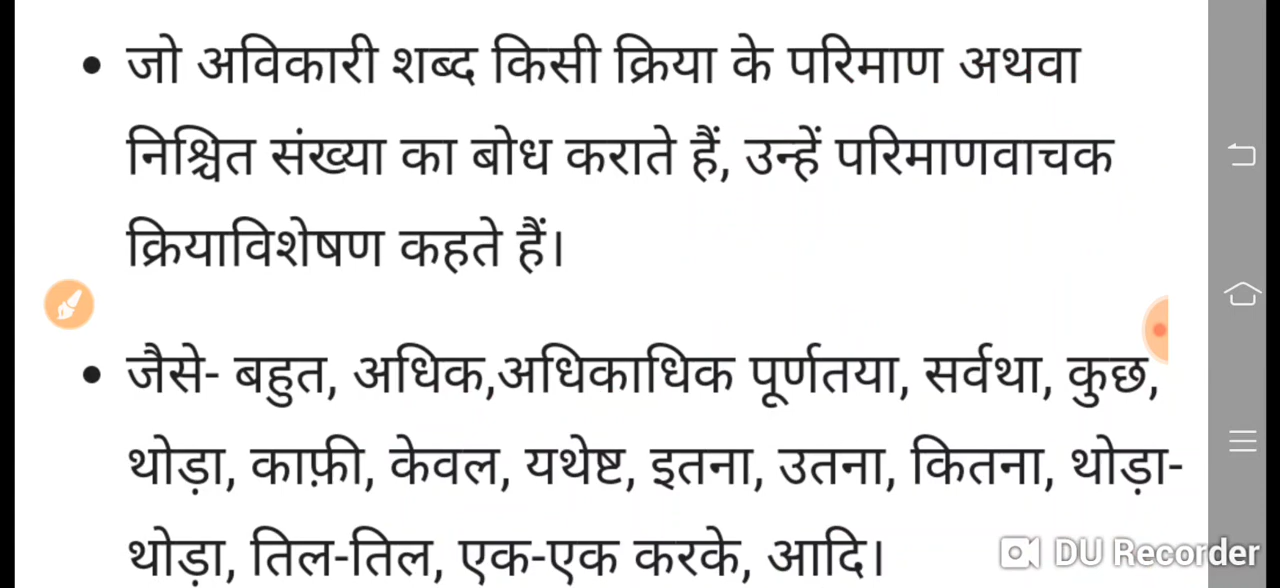 • जो अविकारी शब्द किसी क्रिया के परिमाण अथवा
निश्चित संख्या का बोध कराते हैं, उन्हें परिमाणवाचक
क्रियाविशेषण कहते हैं।
• जैसे- बहुत, अधिक,अधिकाधिक पूर्णतया, सर्वथा, कुछ,
थोड़ा, काफ़ी, केवल, यथेष्ट, इतना, उतना, कितना, थोड़ा-
थोड़ा, तिल-तिल, एक-एक करके, आदि।
DU Recorder